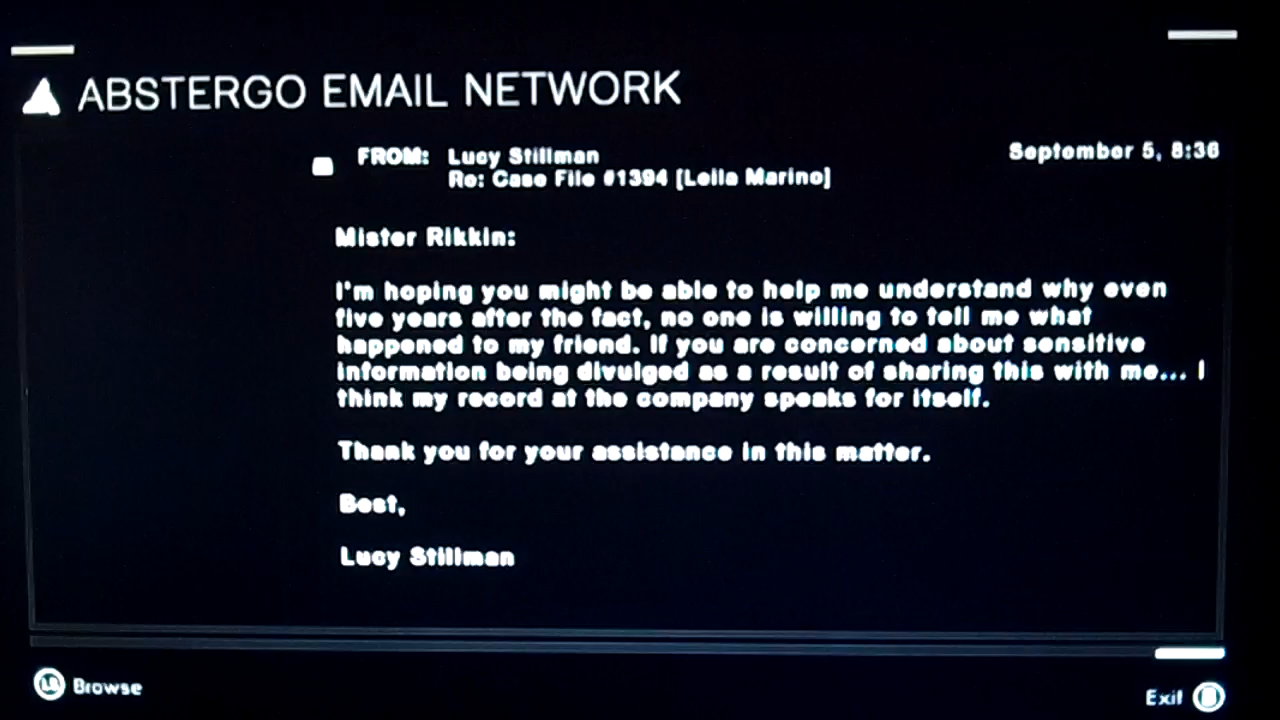 ABSTERGO EMAIL NETWORK
FROM: Lucy Stillman
September 5, 8:36
Re: Case File #1394 [Leila Marino]
Mister Rikkin:
I'm hoping you might be able to help me understand why even
five years after the fact, no one is willing to tell me what
happened to my friend. If you are concerned about sensitive
information being divulged as a result of sharing this with me... I
think my record at the company speaks for itself.
Thank you for your assistance in this matter.
Best,
Lucy Stillman
Browse
Exit